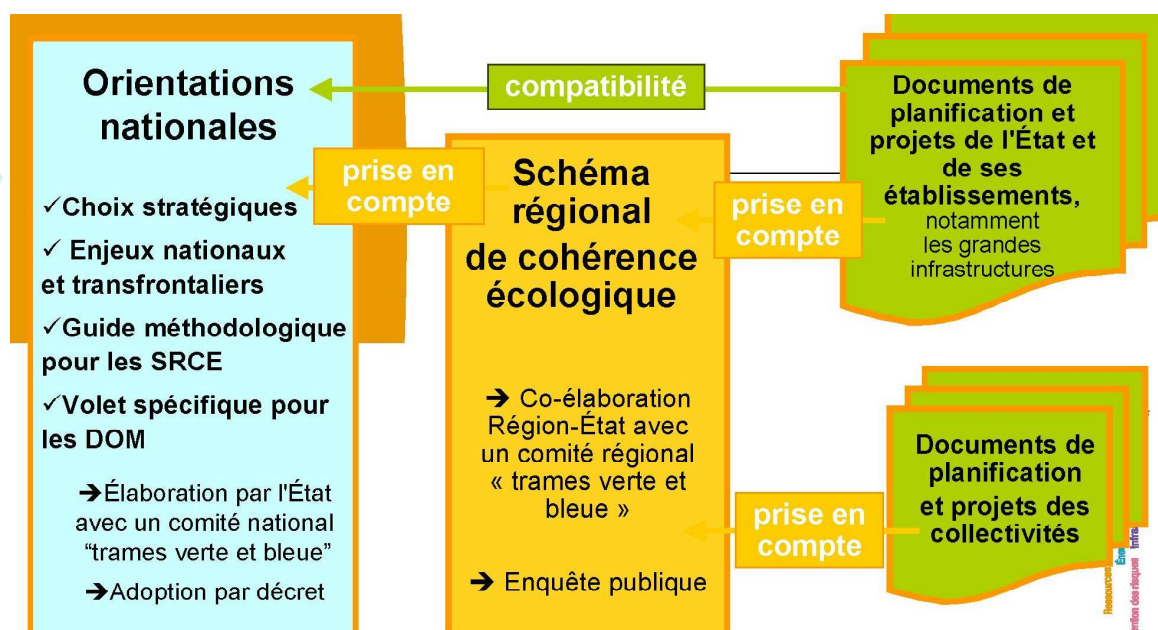 Orientations
nationales
✓Choix stratégiques
✓ Enjeux nationaux
et transfrontaliers
✓Guide méthodologique
pour les SRCE
✓Volet spécifique pour
les DOM
➔Élaboration par l'État
avec un comité national
“trames verte et bleue”
➔Adoption par décret
compatibilité
prise en
compte
Schéma
régional
de cohérence
écologique
➔ Co-élaboration
Région-État avec
un comité régional
« trames verte et
bleue »
➔ Enquête publique
prise en
compte
Documents de
planification et
projets de l'État et
de ses
établissements,
notamment
les grandes
infrastructures
prise en
compte
Documents de
planification
et projets des
collectivités
Ressources